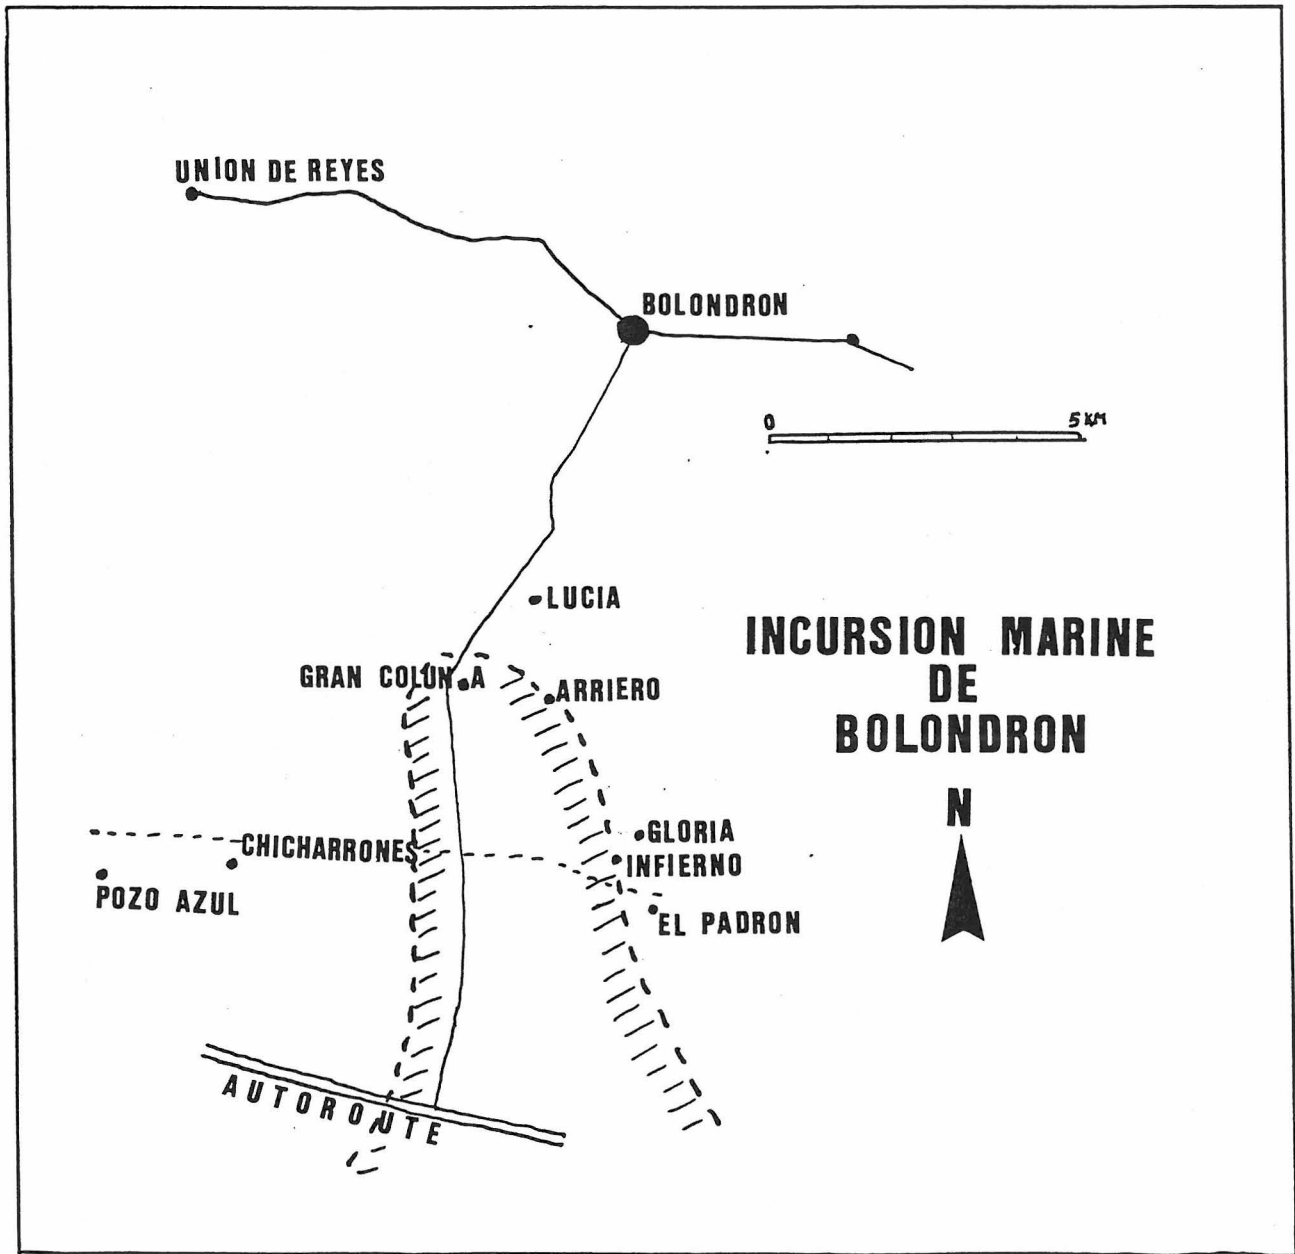 UNION DE REYES
BOLONDRON
0 5 KM
LUCIA
INCURSION MARINE
DE
BOLONDRON
GRAN COLUN A
ARRIERO
N
GLORIA
CHICHARRONES
INFIERNO
POZO AZUL
EL PADRON
AUTOROUTE